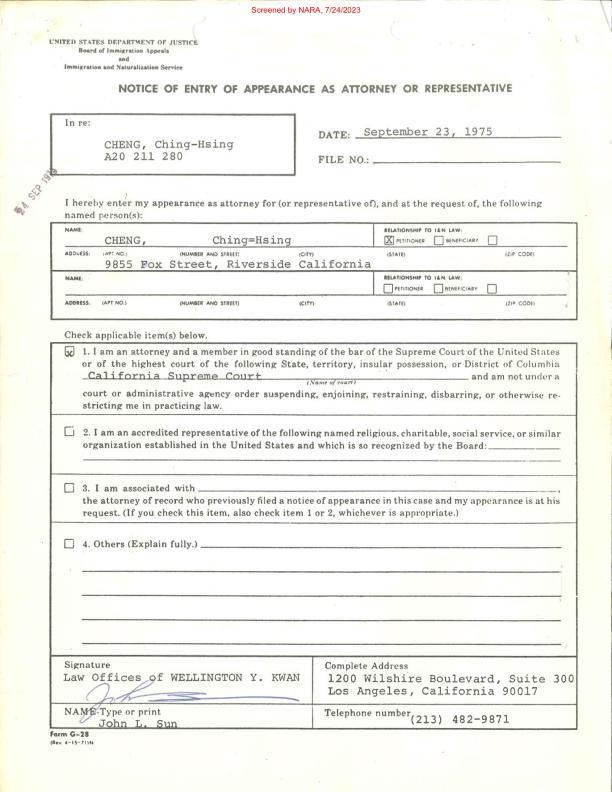 Screened by NARA, 7/24/2023
UNITED STATES DEPARTMENT OF JUSTICE
Board of Immigration Appeals
and
Immigration and Naturalization Service
NOTICE OF ENTRY OF APPEARANCE AS ATTORNEY OR REPRESENTATIVE
In re:
CHENG, Ching-Hsing
A20 211 280
DATE: September 23, 1975
FILE NO.:
24 SEP 197
I hereby enter my appearance as attorney for (or representative of), and at the request of, the following
named person(s):
NAME: RELATIONSHIP TO I&N LAW:
CHENG, Ching=Hsing X PETITIONER BENEFICIARY
ADDRESS: (APT NO.) (NUMBER AND STREET) (CITY) (STATE) (ZIP CODE)
9855 Fox Street, Riverside California
NAME: RELATIONSHIP TO I&N LAW:
PETITIONER BENEFICIARY
ADDRESS: (APT NO.) (NUMBER AND STREET) (CITY) (STATE) (ZIP CODE)
Check applicable item(s) below.
x 1. I am an attorney and a member in good standing of the bar of the Supreme Court of the United States
or of the highest court of the following State, territory, insular possession, or District of Columbia
California Supreme Court and am not under a
(Name of court)
court or administrative agency order suspending, enjoining, restraining, disbarring, or otherwise re-
stricting me in practicing law.
2. I am an accredited representative of the following named religious, charitable, social service, or similar
organization established in the United States and which is so recognized by the Board:
3. I am associated with
the attorney of record who previously filed a notice of appearance in this case and my appearance is at his
request. (If you check this item, also check item 1 or 2, whichever is appropriate.)
4. Others (Explain fully.)
Signature
Law Offices of WELLINGTON Y. KWAN
NAME-Type or print
John L. Sun
Complete Address
1200 Wilshire Boulevard, Suite 300
Los Angeles, California 90017
Telephone number (213) 482-9871
Form G-28
(Rev. 4-15-71)N